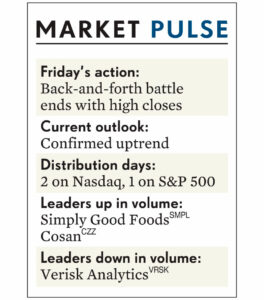 MARKET PULSE
Friday's action:
Back-and-forth battle
ends with high closes
Current outlook:
Confirmed uptrend
Distribution days:
2 on Nasdaq, 1 on S&P 500
Leaders up in volume:
Simply Good Foods SMPL
Cosan CZZ
Leaders down in volume:
Verisk Analytics VRSK